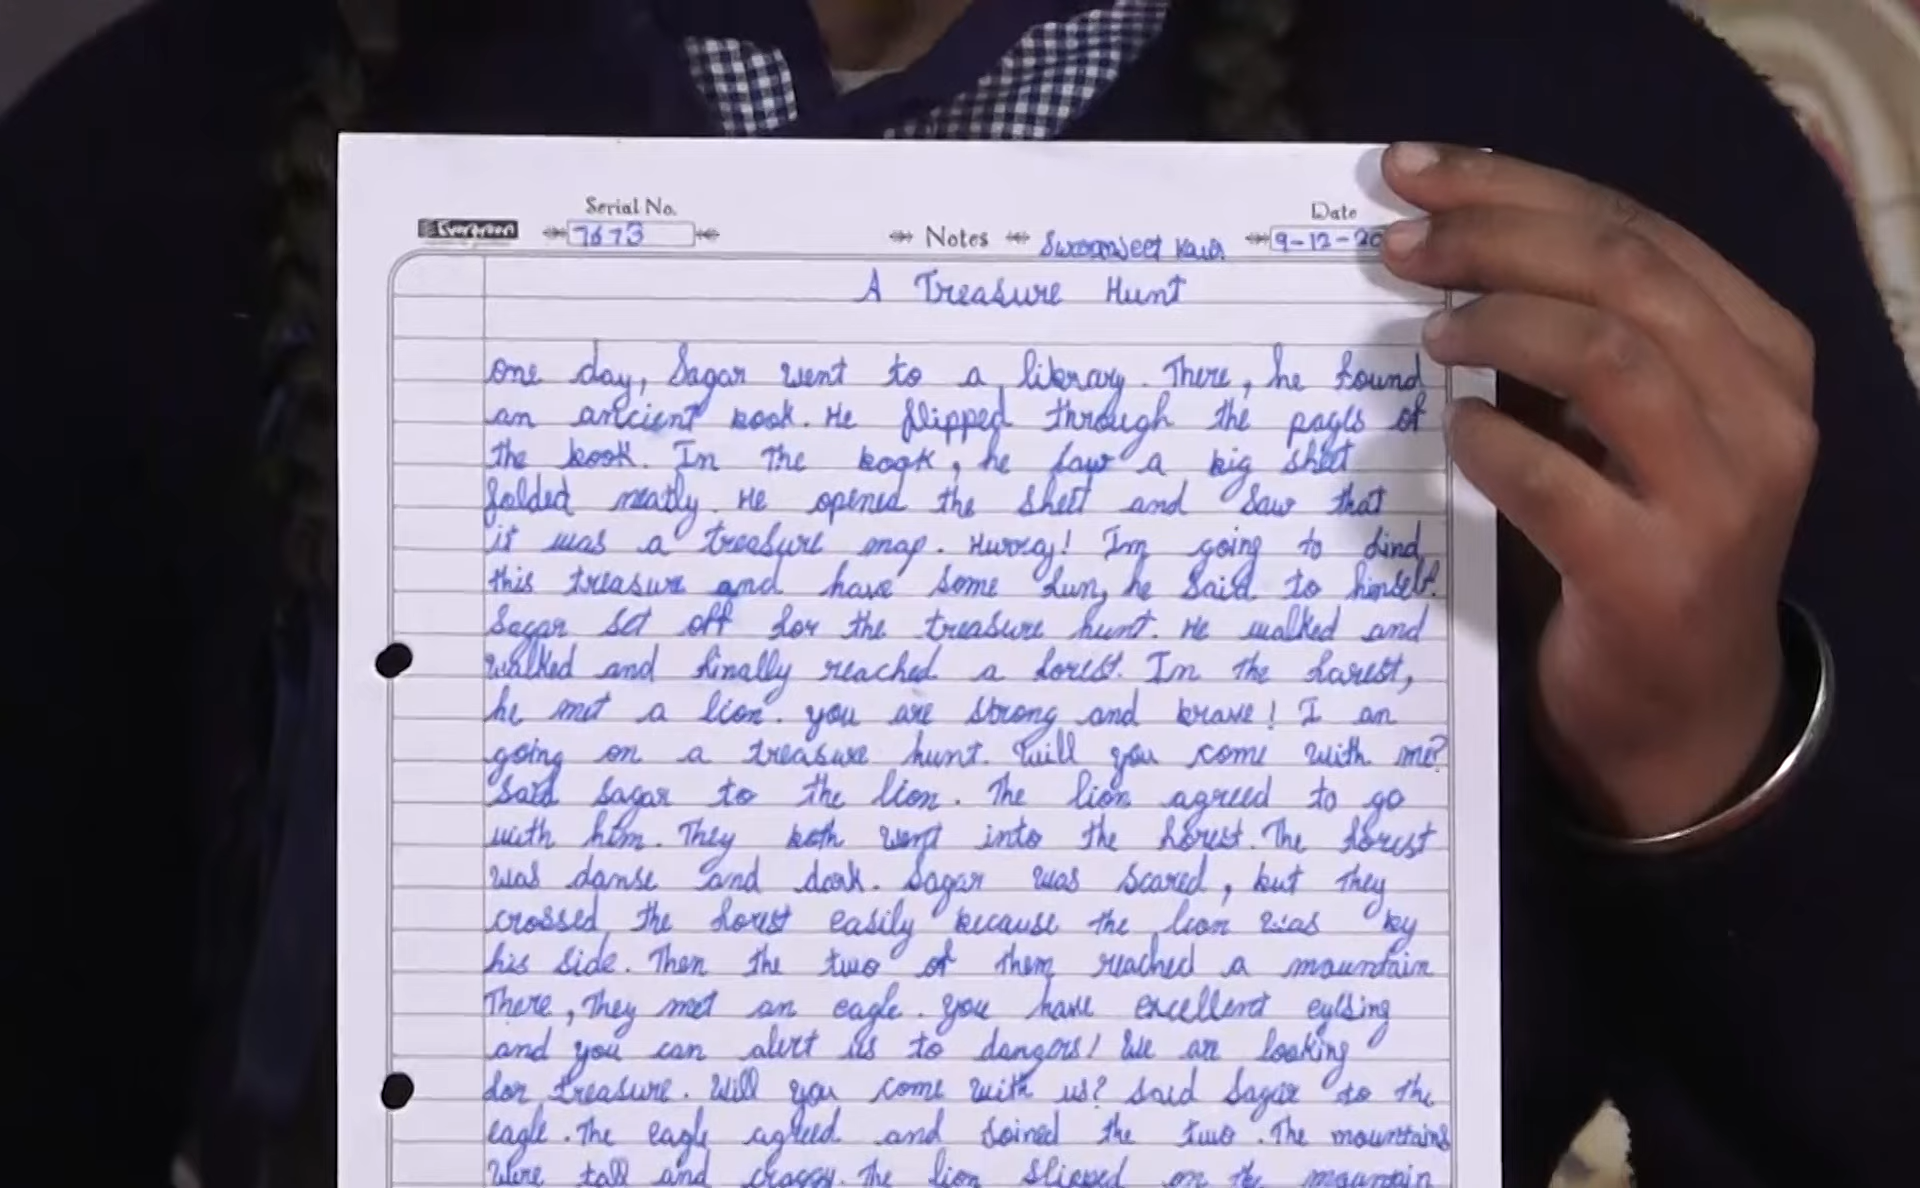 Serial No.
Evergreen
7673
Notes
Swaranjeet Kaur
Date
9-12-20
A Treasure Hunt
one day, Sagar went to a library. There, he found
an ancient book. He flipped through the pages of
the book. In The book, he saw a big sheet
folded neatly. He opened the sheet and saw that
it was a treasure map. Hurray! Im going to find
this treasure and have some fun, he said to himself.
Sagar set off for the treasure hunt. He walked and
walked and finally reached a forest. In the forest,
he met a lion. you are strong and brave! I an
going on a treasure hunt. Will you come with me?
Said Sagar to the lion. The lion agreed to go
with him. They both went into the forest. The forest
was danse and dark. Sagar was scared, but they
crossed the forest easily because the lion was by
his side. Then the two of them reached a mountain
There, They met an eagle. you have excellent eylsing
and you can alert us to dangers! We are looking
for treasure. Will you come with us? Said Sagar to the
eagle. The eagle agreed and joined the two. The mountains
were tall and craggy. The lion slipped on the mountain